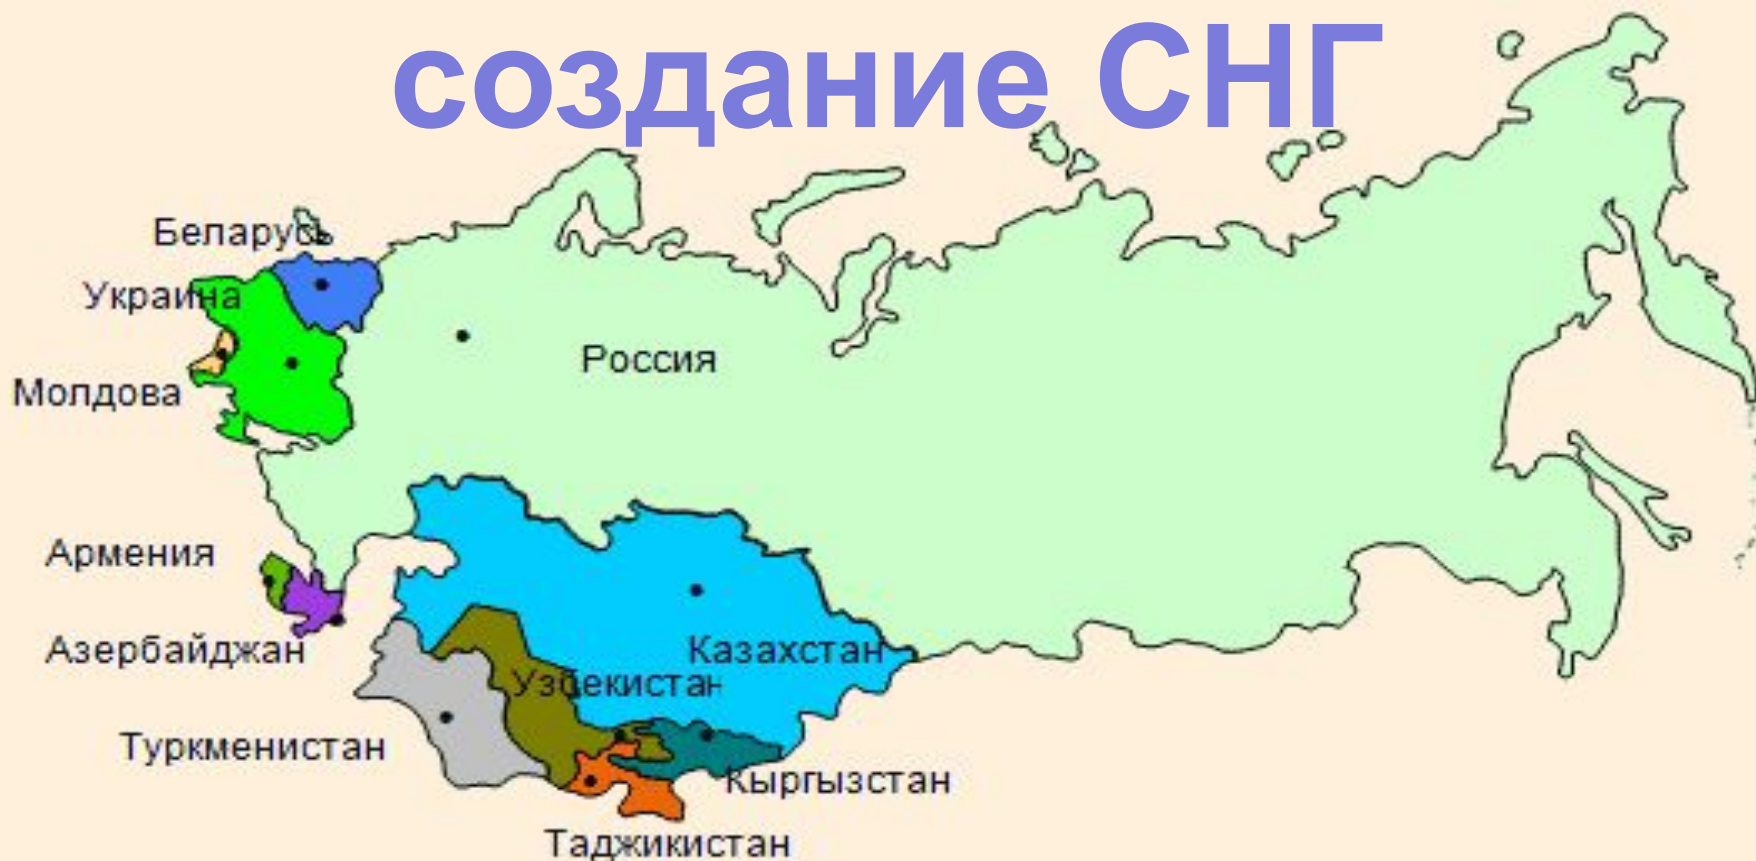 создание СНГ
Беларусь
Украина
Россия
Молдова
Армения
Азербайджан
Казахстан
Узбекистан
Туркменистан
Кыргызстан
Таджикистан